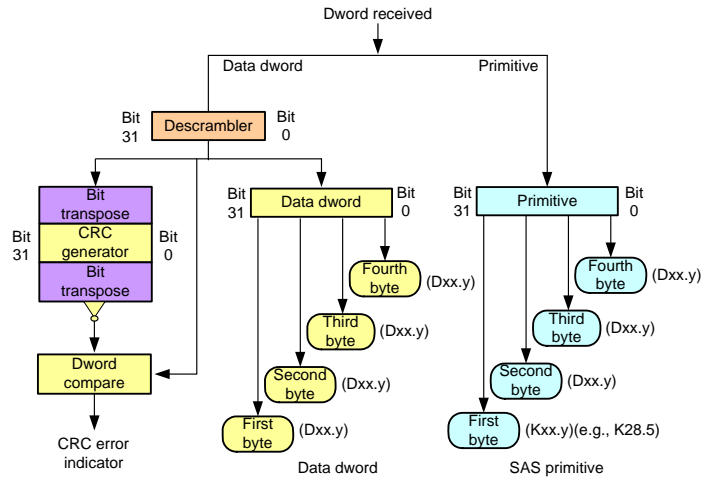 Dword received
Data dword
Primitive
Bit
31
Descrambler
Bit
0
Bit
transpose
Bit
31
CRC
generator
Bit
0
Bit
transpose
Dword
compare
CRC error
indicator
Bit
31
Data dword
Bit
0
Fourth
byte
(Dxx.y)
Third
byte
(Dxx.y)
Second
byte
(Dxx.y)
First
byte
(Dxx.y)
Data dword
Bit
31
Primitive
Bit
0
Fourth
byte
(Dxx.y)
Third
byte
(Dxx.y)
Second
byte
(Dxx.y)
First
byte
(Kxx.y)(e.g., K28.5)
SAS primitive